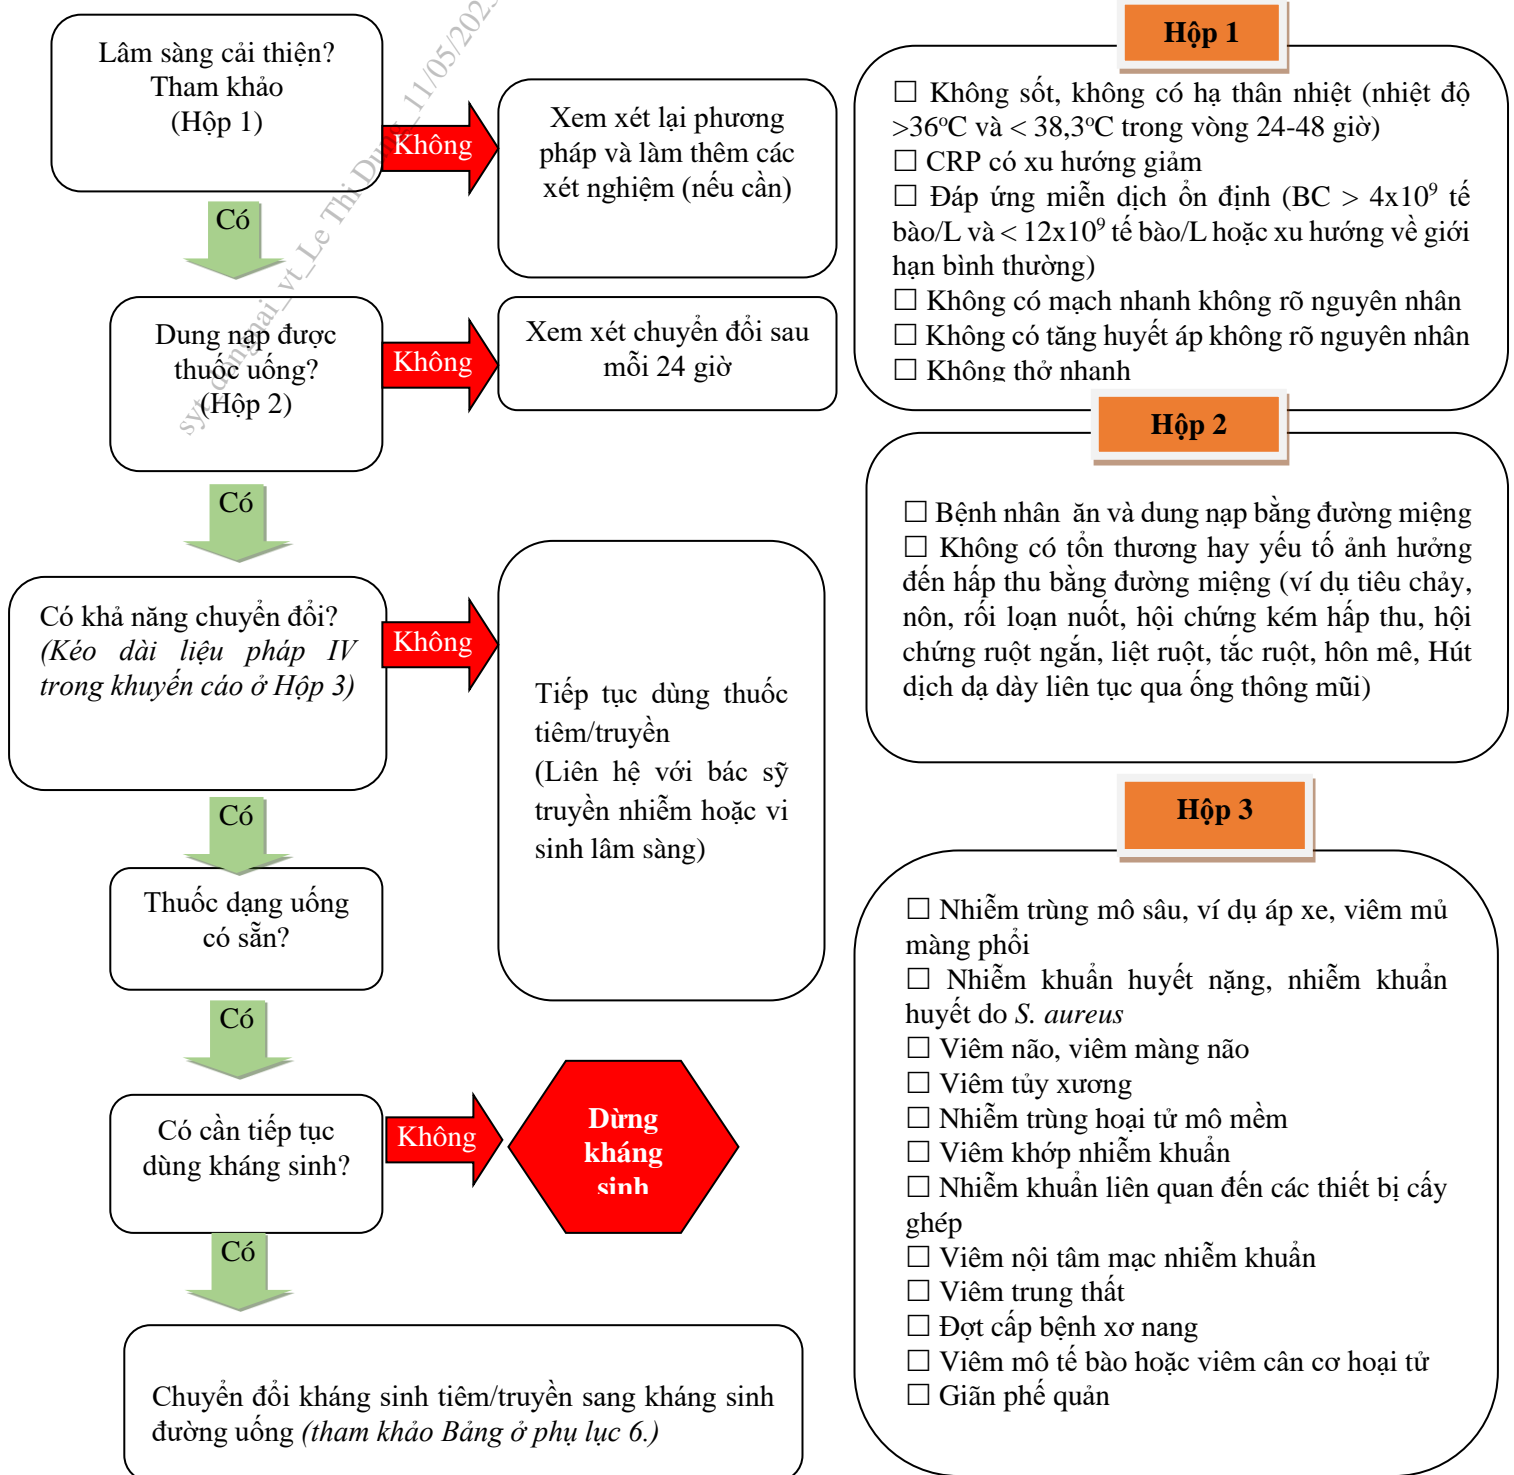 Lâm sàng cải thiện?
Tham khảo
(Hộp 1)
Không
Xem xét lại phương
pháp và làm thêm các
xét nghiệm (nếu cần)
Có
Dung nạp được
thuốc uống?
(Hộp 2)
Không
Xem xét chuyển đổi sau
mỗi 24 giờ
Có
Có khả năng chuyển đổi?
(Kéo dài liệu pháp IV
trong khuyến cáo ở Hộp 3)
Không
Tiếp tục dùng thuốc
tiêm/truyền
(Liên hệ với bác sỹ
truyền nhiễm hoặc vi
sinh lâm sàng)
Có
Thuốc dạng uống
có sẵn?
Có
Có cần tiếp tục
dùng kháng sinh?
Không
Dừng
kháng
sinh
Có
Chuyển đổi kháng sinh tiêm/truyền sang kháng sinh
đường uống (tham khảo Bảng ở phụ lục 6.)
Hộp 1
☐ Không sốt, không có hạ thân nhiệt (nhiệt độ
>36°C và < 38,3°C trong vòng 24-48 giờ)
☐ CRP có xu hướng giảm
☐ Đáp ứng miễn dịch ổn định (BC > 4x10⁹ tế
bào/L và < 12x10⁹ tế bào/L hoặc xu hướng về giới
hạn bình thường)
☐ Không có mạch nhanh không rõ nguyên nhân
☐ Không có tăng huyết áp không rõ nguyên nhân
☐ Không thở nhanh
Hộp 2
☐ Bệnh nhân ăn và dung nạp bằng đường miệng
☐ Không có tổn thương hay yếu tố ảnh hưởng
đến hấp thu bằng đường miệng (ví dụ tiêu chảy,
nôn, rối loạn nuốt, hội chứng kém hấp thu, hội
chứng ruột ngắn, liệt ruột, tắc ruột, hôn mê, Hút
dịch dạ dày liên tục qua ống thông mũi)
Hộp 3
☐ Nhiễm trùng mô sâu, ví dụ áp xe, viêm mủ
màng phổi
☐ Nhiễm khuẩn huyết nặng, nhiễm khuẩn
huyết do S. aureus
☐ Viêm não, viêm màng não
☐ Viêm tủy xương
☐ Nhiễm trùng hoại tử mô mềm
☐ Viêm khớp nhiễm khuẩn
☐ Nhiễm khuẩn liên quan đến các thiết bị cấy
ghép
☐ Viêm nội tâm mạc nhiễm khuẩn
☐ Viêm trung thất
☐ Đợt cấp bệnh xơ nang
☐ Viêm mô tế bào hoặc viêm cân cơ hoại tử
☐ Giãn phế quản